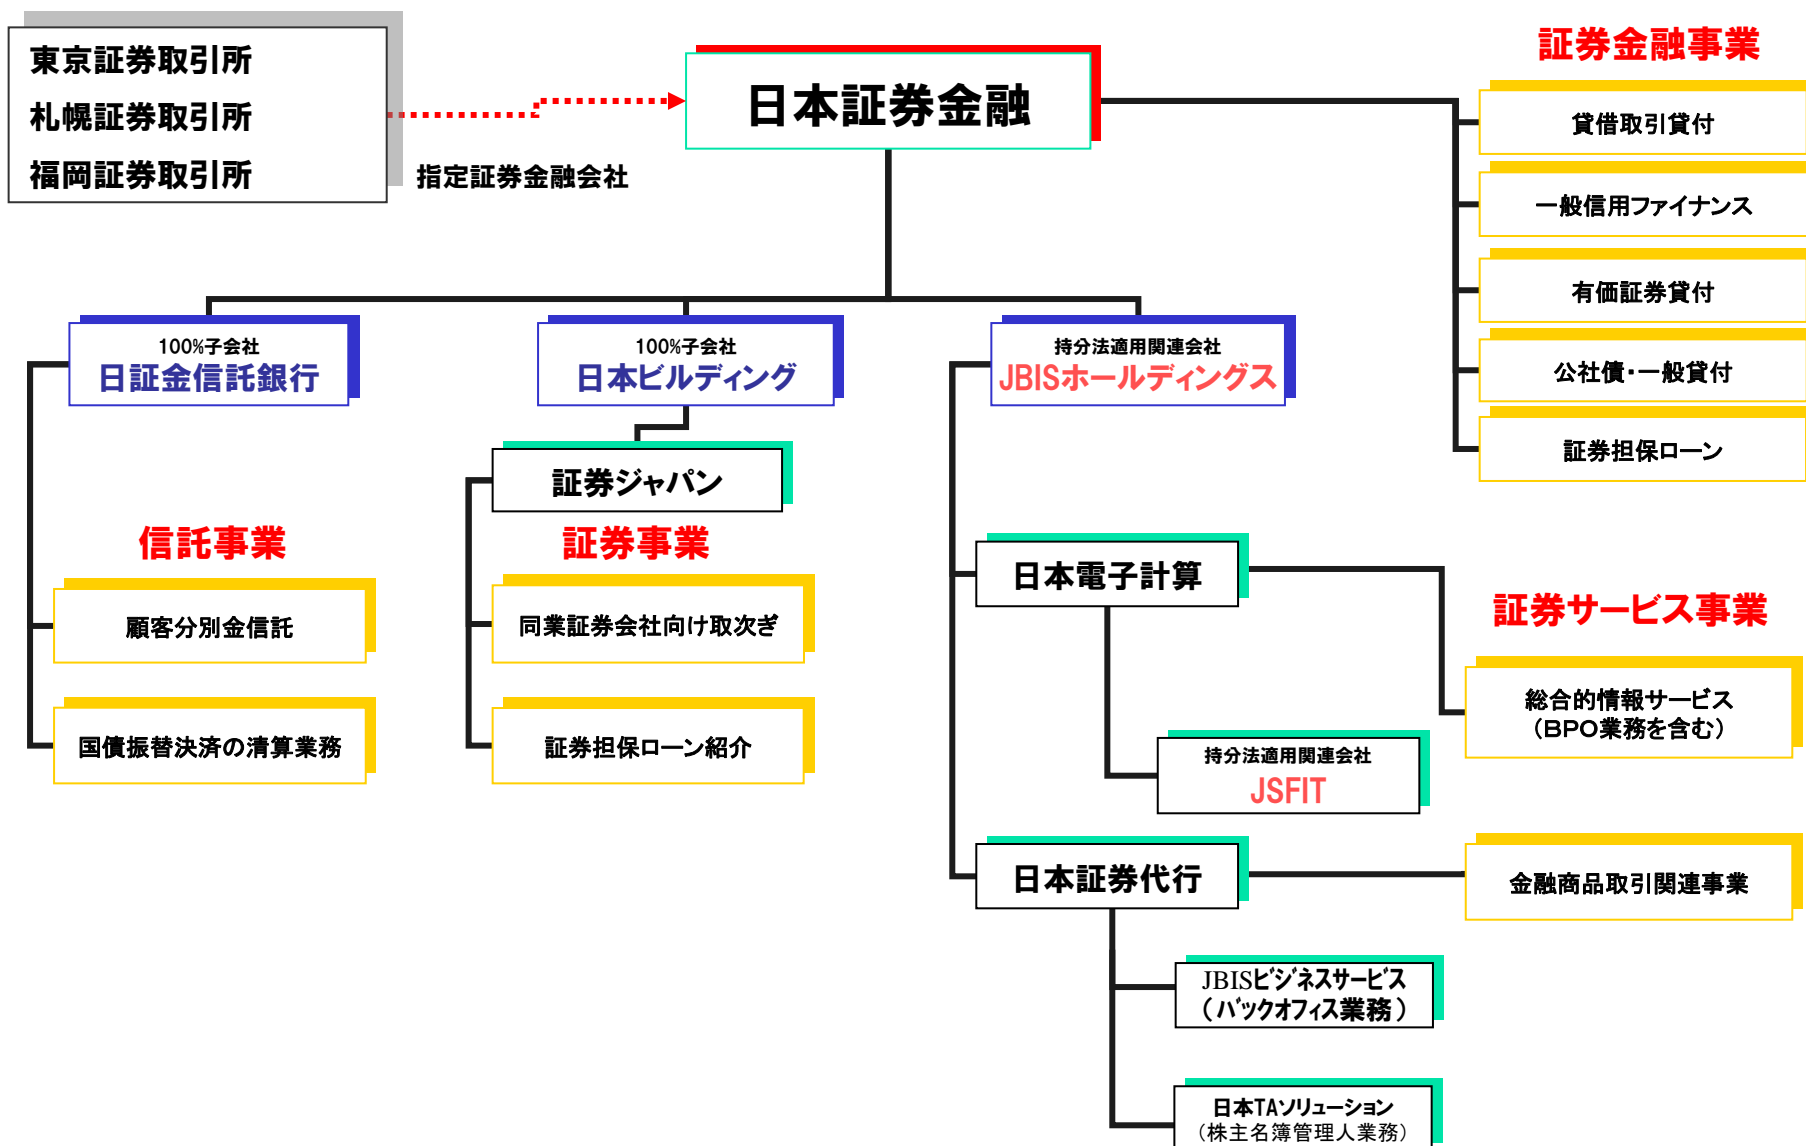 東京証券取引所
札幌証券取引所
福岡証券取引所
指定証券金融会社
日本証券金融
証券金融事業
貸借取引貸付
一般信用ファイナンス
有価証券貸付
公社債・一般貸付
証券担保ローン
100%子会社
日証金信託銀行
100%子会社
日本ビルディング
持分法適用関連会社
JBISホールディングス
証券ジャパン
信託事業
顧客分別金信託
国債振替決済の清算業務
証券事業
同業証券会社向け取次ぎ
証券担保ローン紹介
日本電子計算
証券サービス事業
総合的情報サービス
(BPO業務を含む)
持分法適用関連会社
JSFIT
日本証券代行
金融商品取引関連事業
JBISビジネスサービス
(バックオフィス業務)
日本TAソリューション
(株主名簿管理人業務)